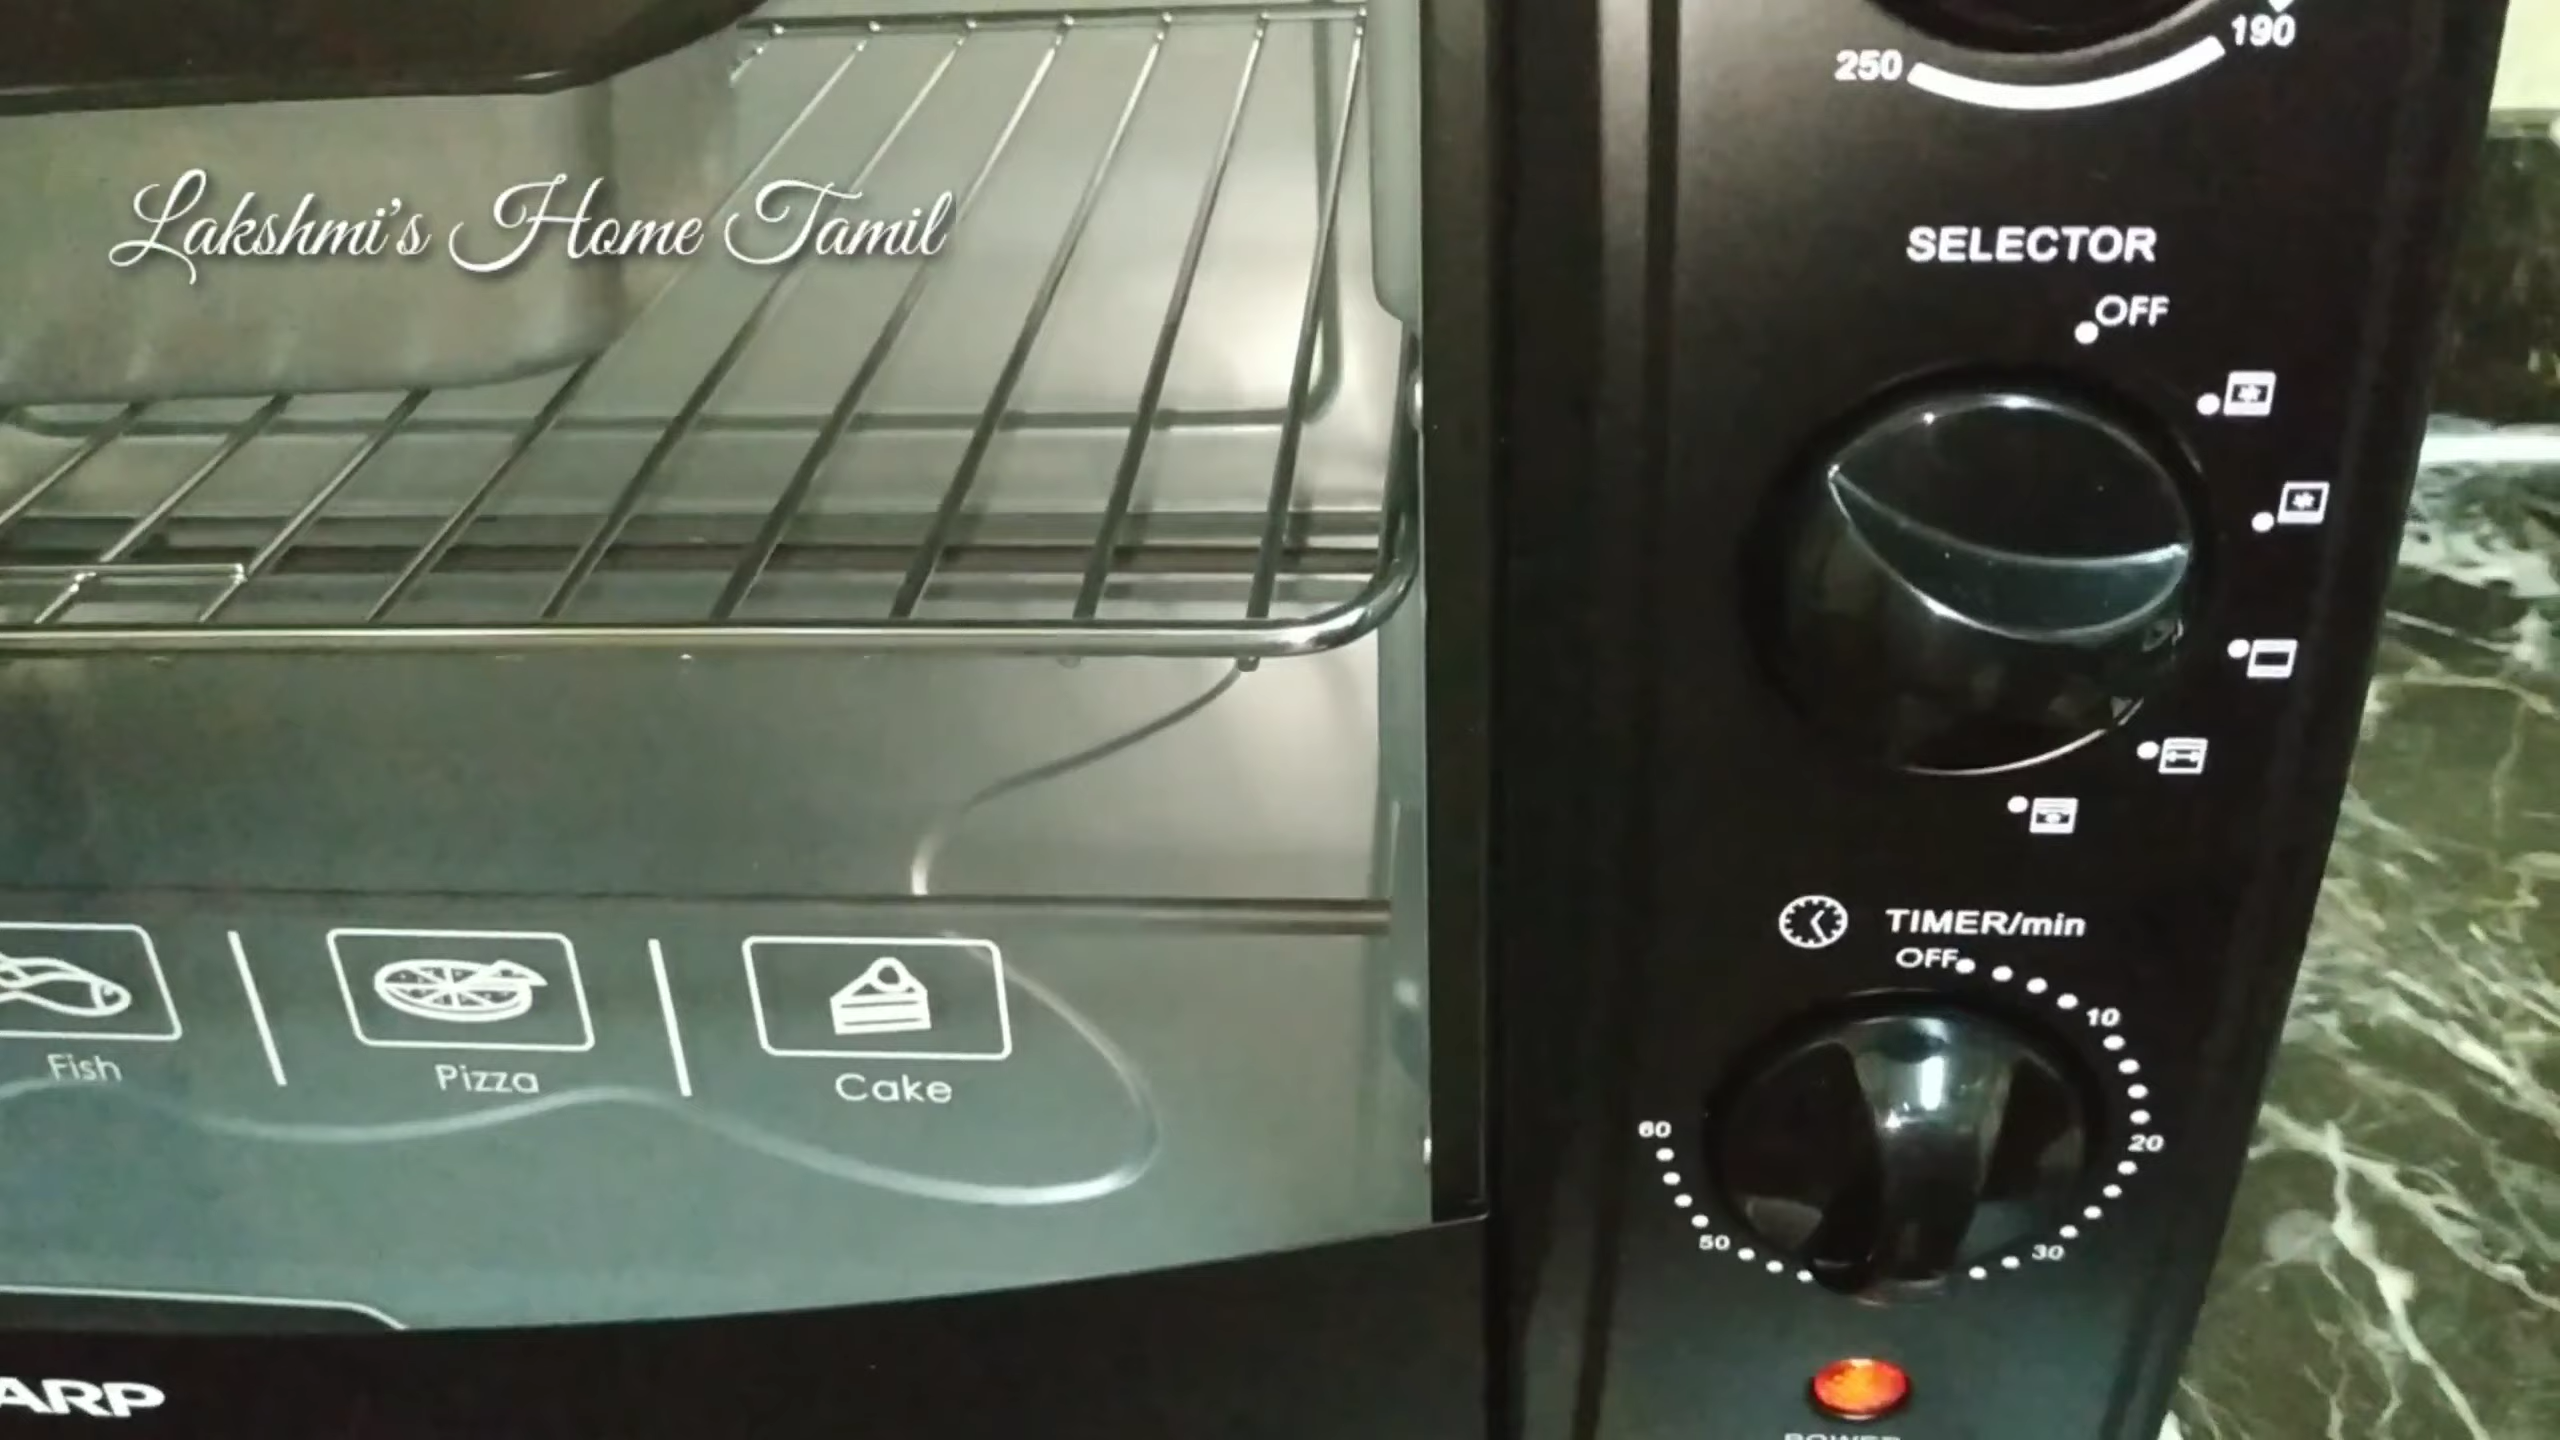 190
250
Lakshmi's Home Tamil
SELECTOR
OFF
TIMER/min
OFF
10
20
30
50
60
Fish
Pizza
Cake
ARP
POWER